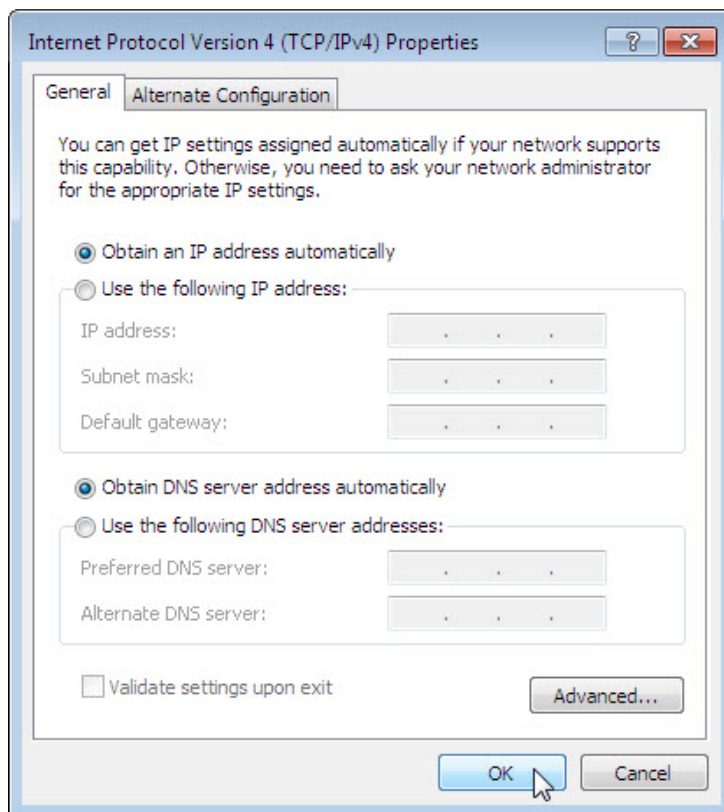 Internet Protocol Version 4 (TCP/IPv4) Properties
General
Alternate Configuration
You can get IP settings assigned automatically if your network supports
this capability. Otherwise, you need to ask your network administrator
for the appropriate IP settings.
Obtain an IP address automatically
Use the following IP address:
IP address:
Subnet mask:
Default gateway:
Obtain DNS server address automatically
Use the following DNS server addresses:
Preferred DNS server:
Alternate DNS server:
Validate settings upon exit
Advanced...
OK
Cancel